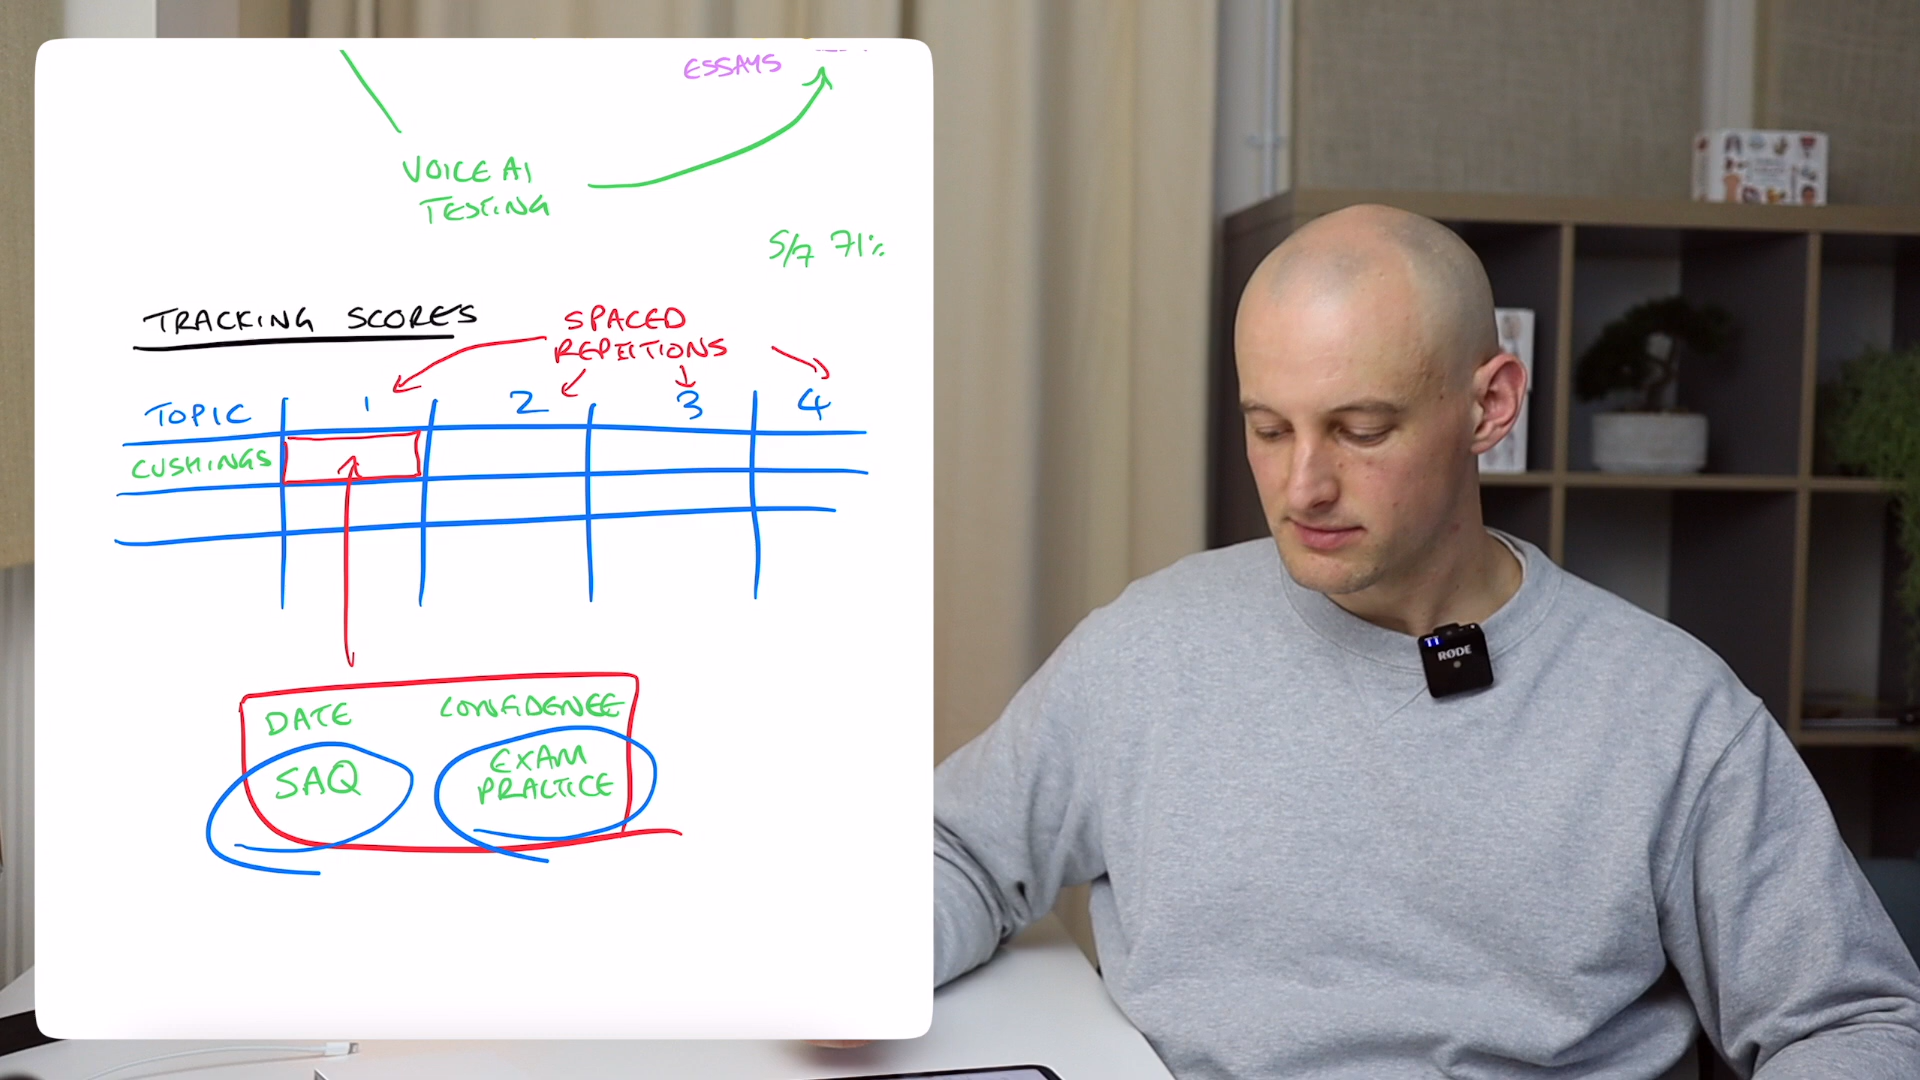 ESSAYS
VOICE AI
TESTING
5/7 71%
TRACKING SCORES
SPACED
REPETITIONS
TOPIC 1 2 3 4
CUSHINGS
DATE CONFIDENCE
SAQ EXAM
PRACTICE
RØDE